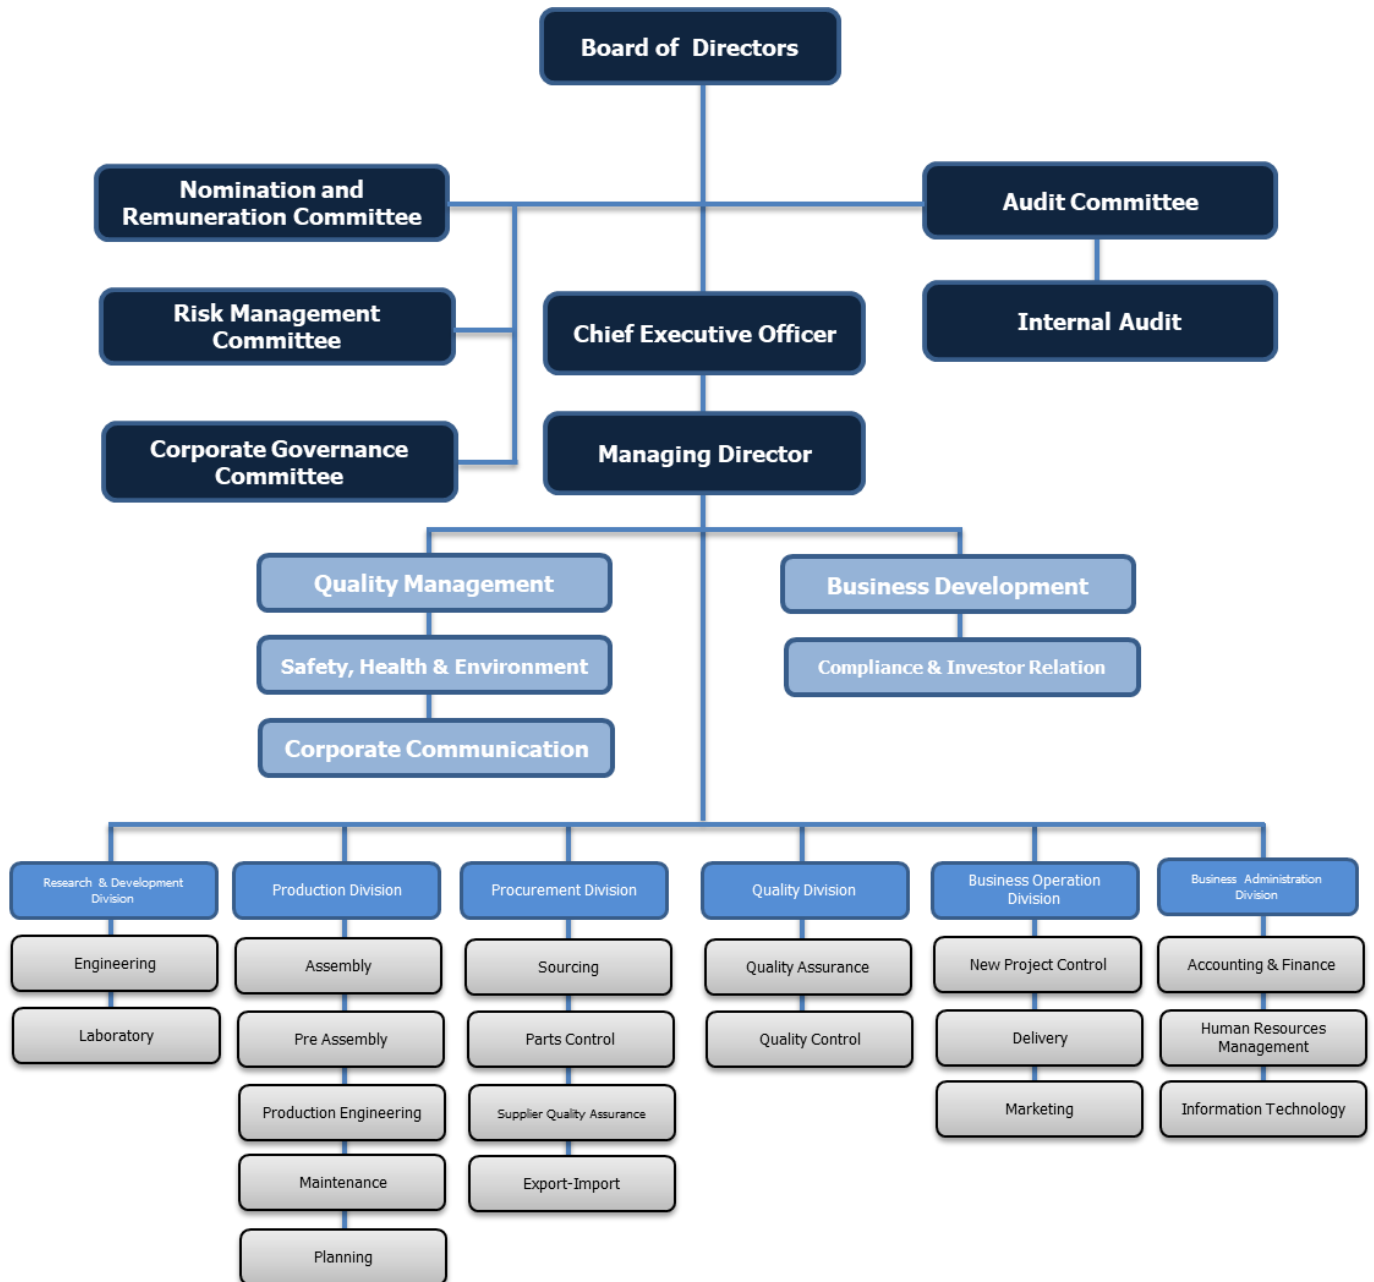 Board of Directors
Nomination and
Remuneration Committee
Audit Committee
Risk Management
Committee
Chief Executive Officer
Internal Audit
Corporate Governance
Committee
Managing Director
Quality Management
Business Development
Safety, Health & Environment
Compliance & Investor Relation
Corporate Communication
Research & Development
Division
Production Division
Procurement Division
Quality Division
Business Operation
Division
Business Administration
Division
Engineering
Assembly
Sourcing
Quality Assurance
New Project Control
Accounting & Finance
Laboratory
Pre Assembly
Parts Control
Quality Control
Delivery
Human Resources
Management
Production Engineering
Supplier Quality Assurance
Marketing
Information Technology
Maintenance
Export-Import
Planning